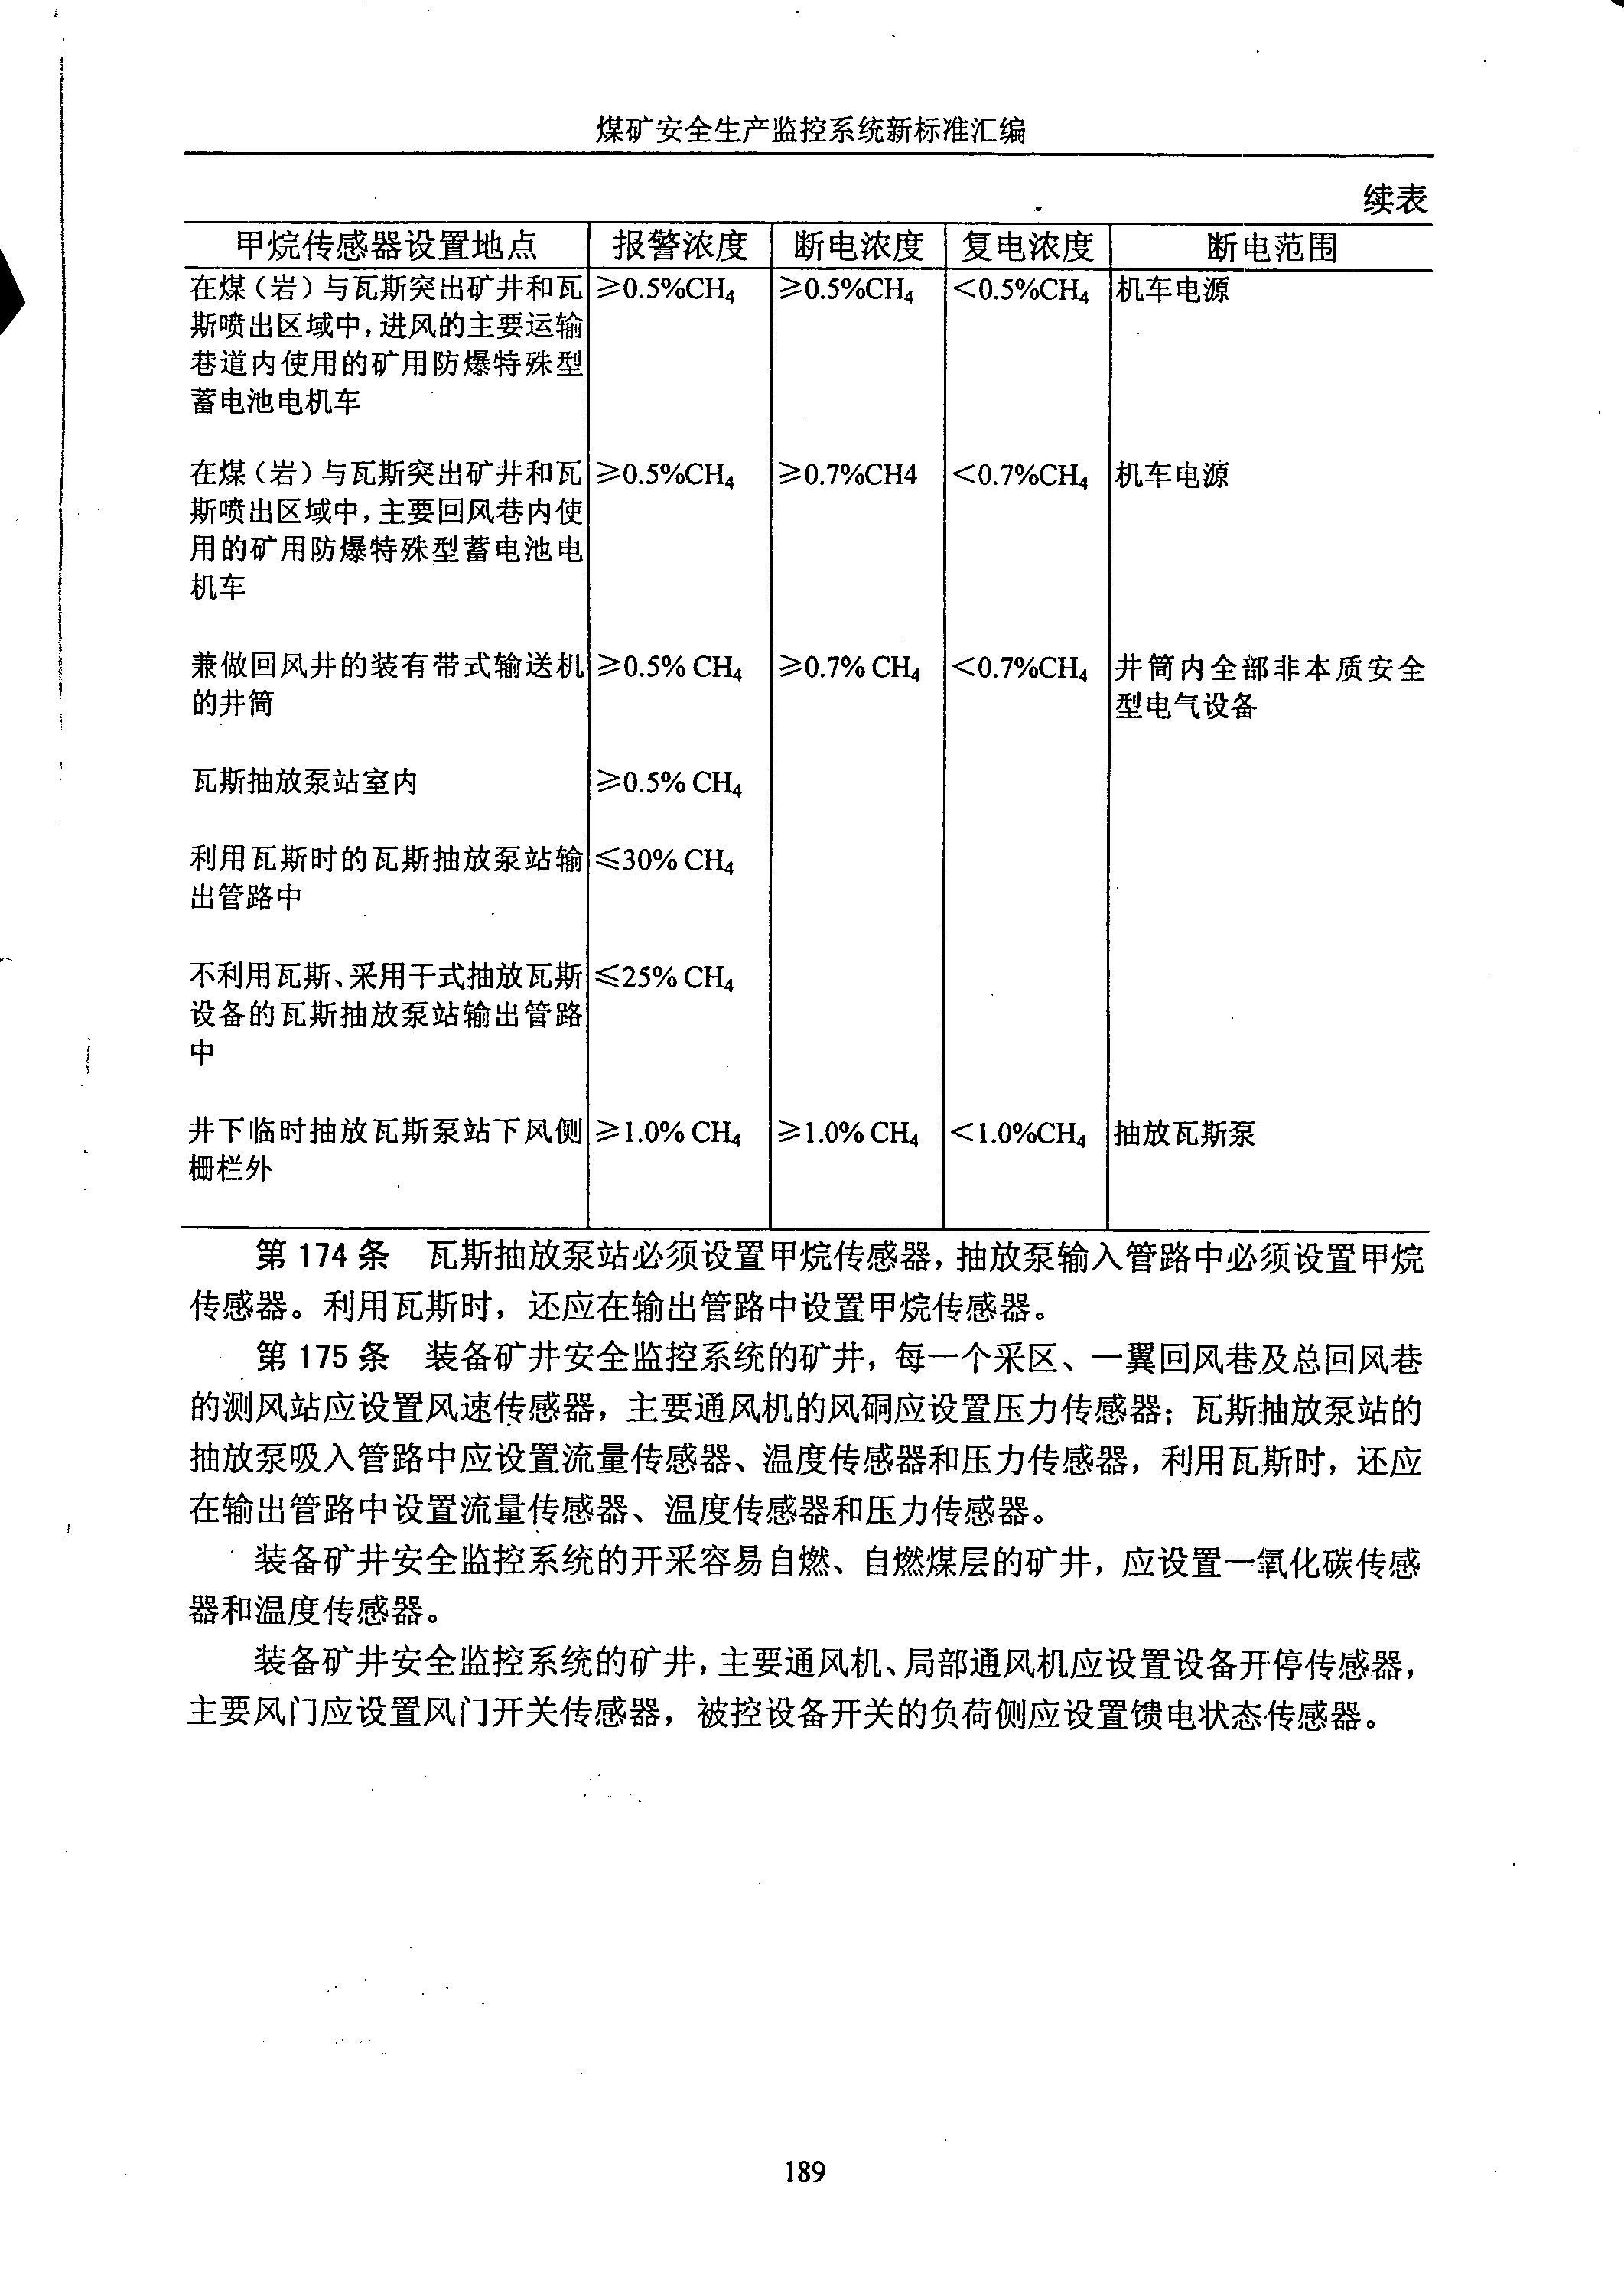 煤矿安全生产监控系统新标准汇编
续表
甲烷传感器设置地点 报警浓度 断电浓度 复电浓度 断电范围
在煤(岩)与瓦斯突出矿井和瓦 ≥0.5%CH₄ ≥0.5%CH₄ <0.5%CH₄ 机车电源
斯喷出区域中,进风的主要运输
巷道内使用的矿用防爆特殊型
蓄电池电机车
在煤(岩)与瓦斯突出矿井和瓦 ≥0.5%CH₄ ≥0.7%CH4 <0.7%CH₄ 机车电源
斯喷出区域中,主要回风巷内使
用的矿用防爆特殊型蓄电池电
机车
兼做回风井的装有带式输送机 ≥0.5% CH₄ ≥0.7% CH₄ <0.7%CH₄ 井筒内全部非本质安全
的井筒 型电气设备
瓦斯抽放泵站室内 ≥0.5% CH₄
利用瓦斯时的瓦斯抽放泵站输 ≤30% CH₄
出管路中
不利用瓦斯、采用干式抽放瓦斯 ≤25% CH₄
设备的瓦斯抽放泵站输出管路
中
井下临时抽放瓦斯泵站下风侧 ≥1.0% CH₄ ≥1.0% CH₄ <1.0%CH₄ 抽放瓦斯泵
栅栏外
第 174 条 瓦斯抽放泵站必须设置甲烷传感器,抽放泵输入管路中必须设置甲烷
传感器。利用瓦斯时，还应在输出管路中设置甲烷传感器。
第 175 条 装备矿井安全监控系统的矿井，每一个采区、一翼回风巷及总回风巷
的测风站应设置风速传感器，主要通风机的风硐应设置压力传感器；瓦斯抽放泵站的
抽放泵吸入管路中应设置流量传感器、温度传感器和压力传感器，利用瓦斯时，还应
在输出管路中设置流量传感器、温度传感器和压力传感器。
装备矿井安全监控系统的开采容易自燃、自燃煤层的矿井，应设置一氧化碳传感
器和温度传感器。
装备矿井安全监控系统的矿井,主要通风机、局部通风机应设置设备开停传感器，
主要风门应设置风门开关传感器，被控设备开关的负荷侧应设置馈电状态传感器。
189